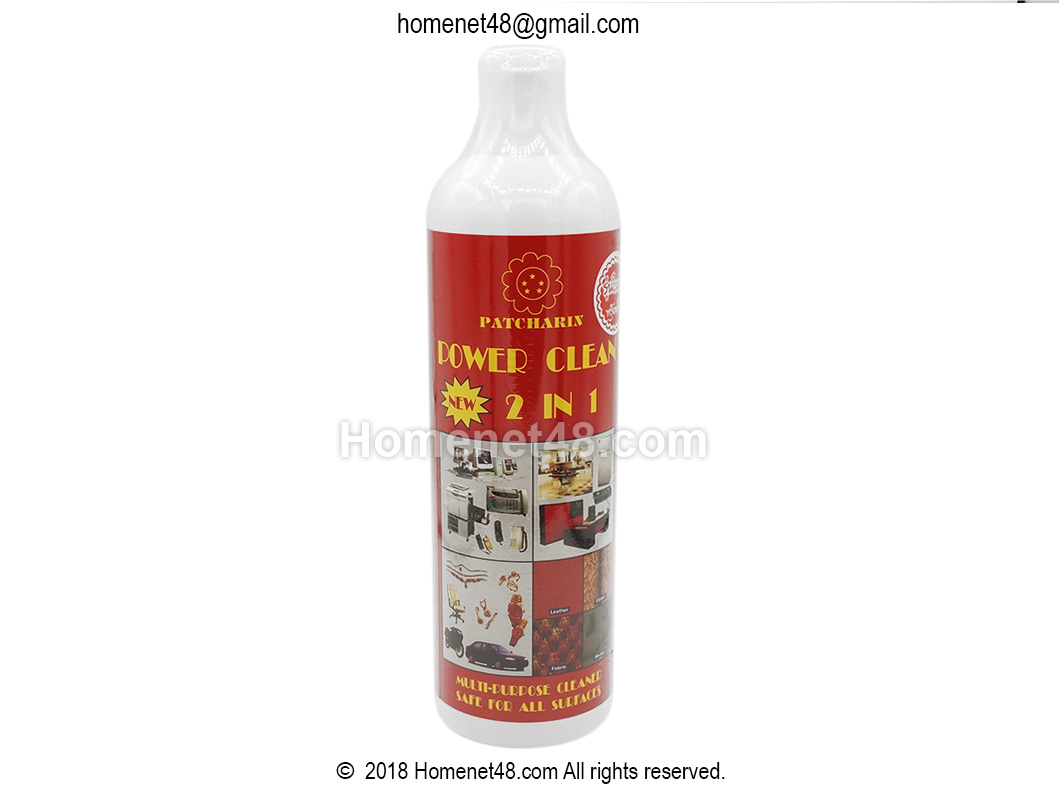 homenet48@gmail.com
PATCHARIN
POWER CLEAN
NEW
2 IN 1
Homenet48.com
Leather
Fabric
MULTI-PURPOSE CLEANER
SAFE FOR ALL SURFACES
© 2018 Homenet48.com All rights reserved.